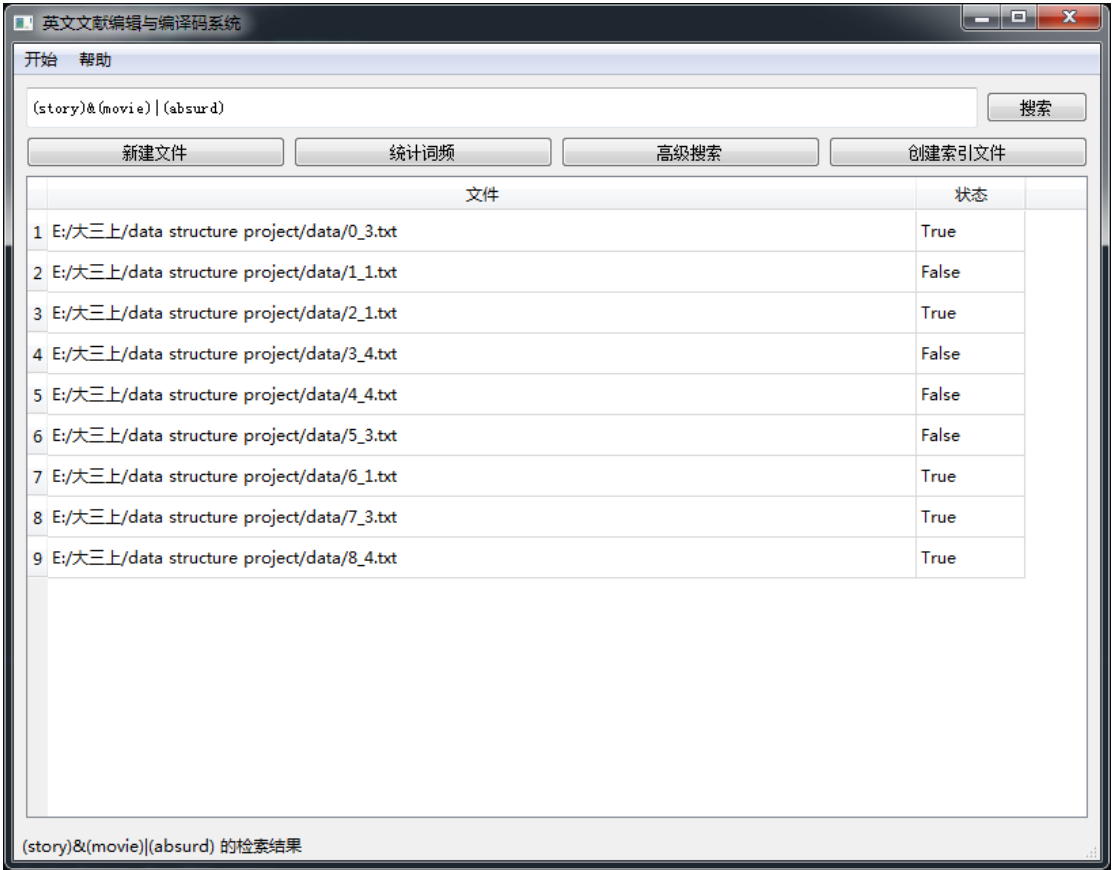 英文文献编辑与编译码系统
开始 帮助
(story)&(movie)|(absurd) 搜索
新建文件 统计词频 高级搜索 创建索引文件
文件 状态
1 E:/大三上/data structure project/data/0_3.txt True
2 E:/大三上/data structure project/data/1_1.txt False
3 E:/大三上/data structure project/data/2_1.txt True
4 E:/大三上/data structure project/data/3_4.txt False
5 E:/大三上/data structure project/data/4_4.txt False
6 E:/大三上/data structure project/data/5_3.txt False
7 E:/大三上/data structure project/data/6_1.txt True
8 E:/大三上/data structure project/data/7_3.txt True
9 E:/大三上/data structure project/data/8_4.txt True
(story)&(movie)|(absurd) 的检索结果